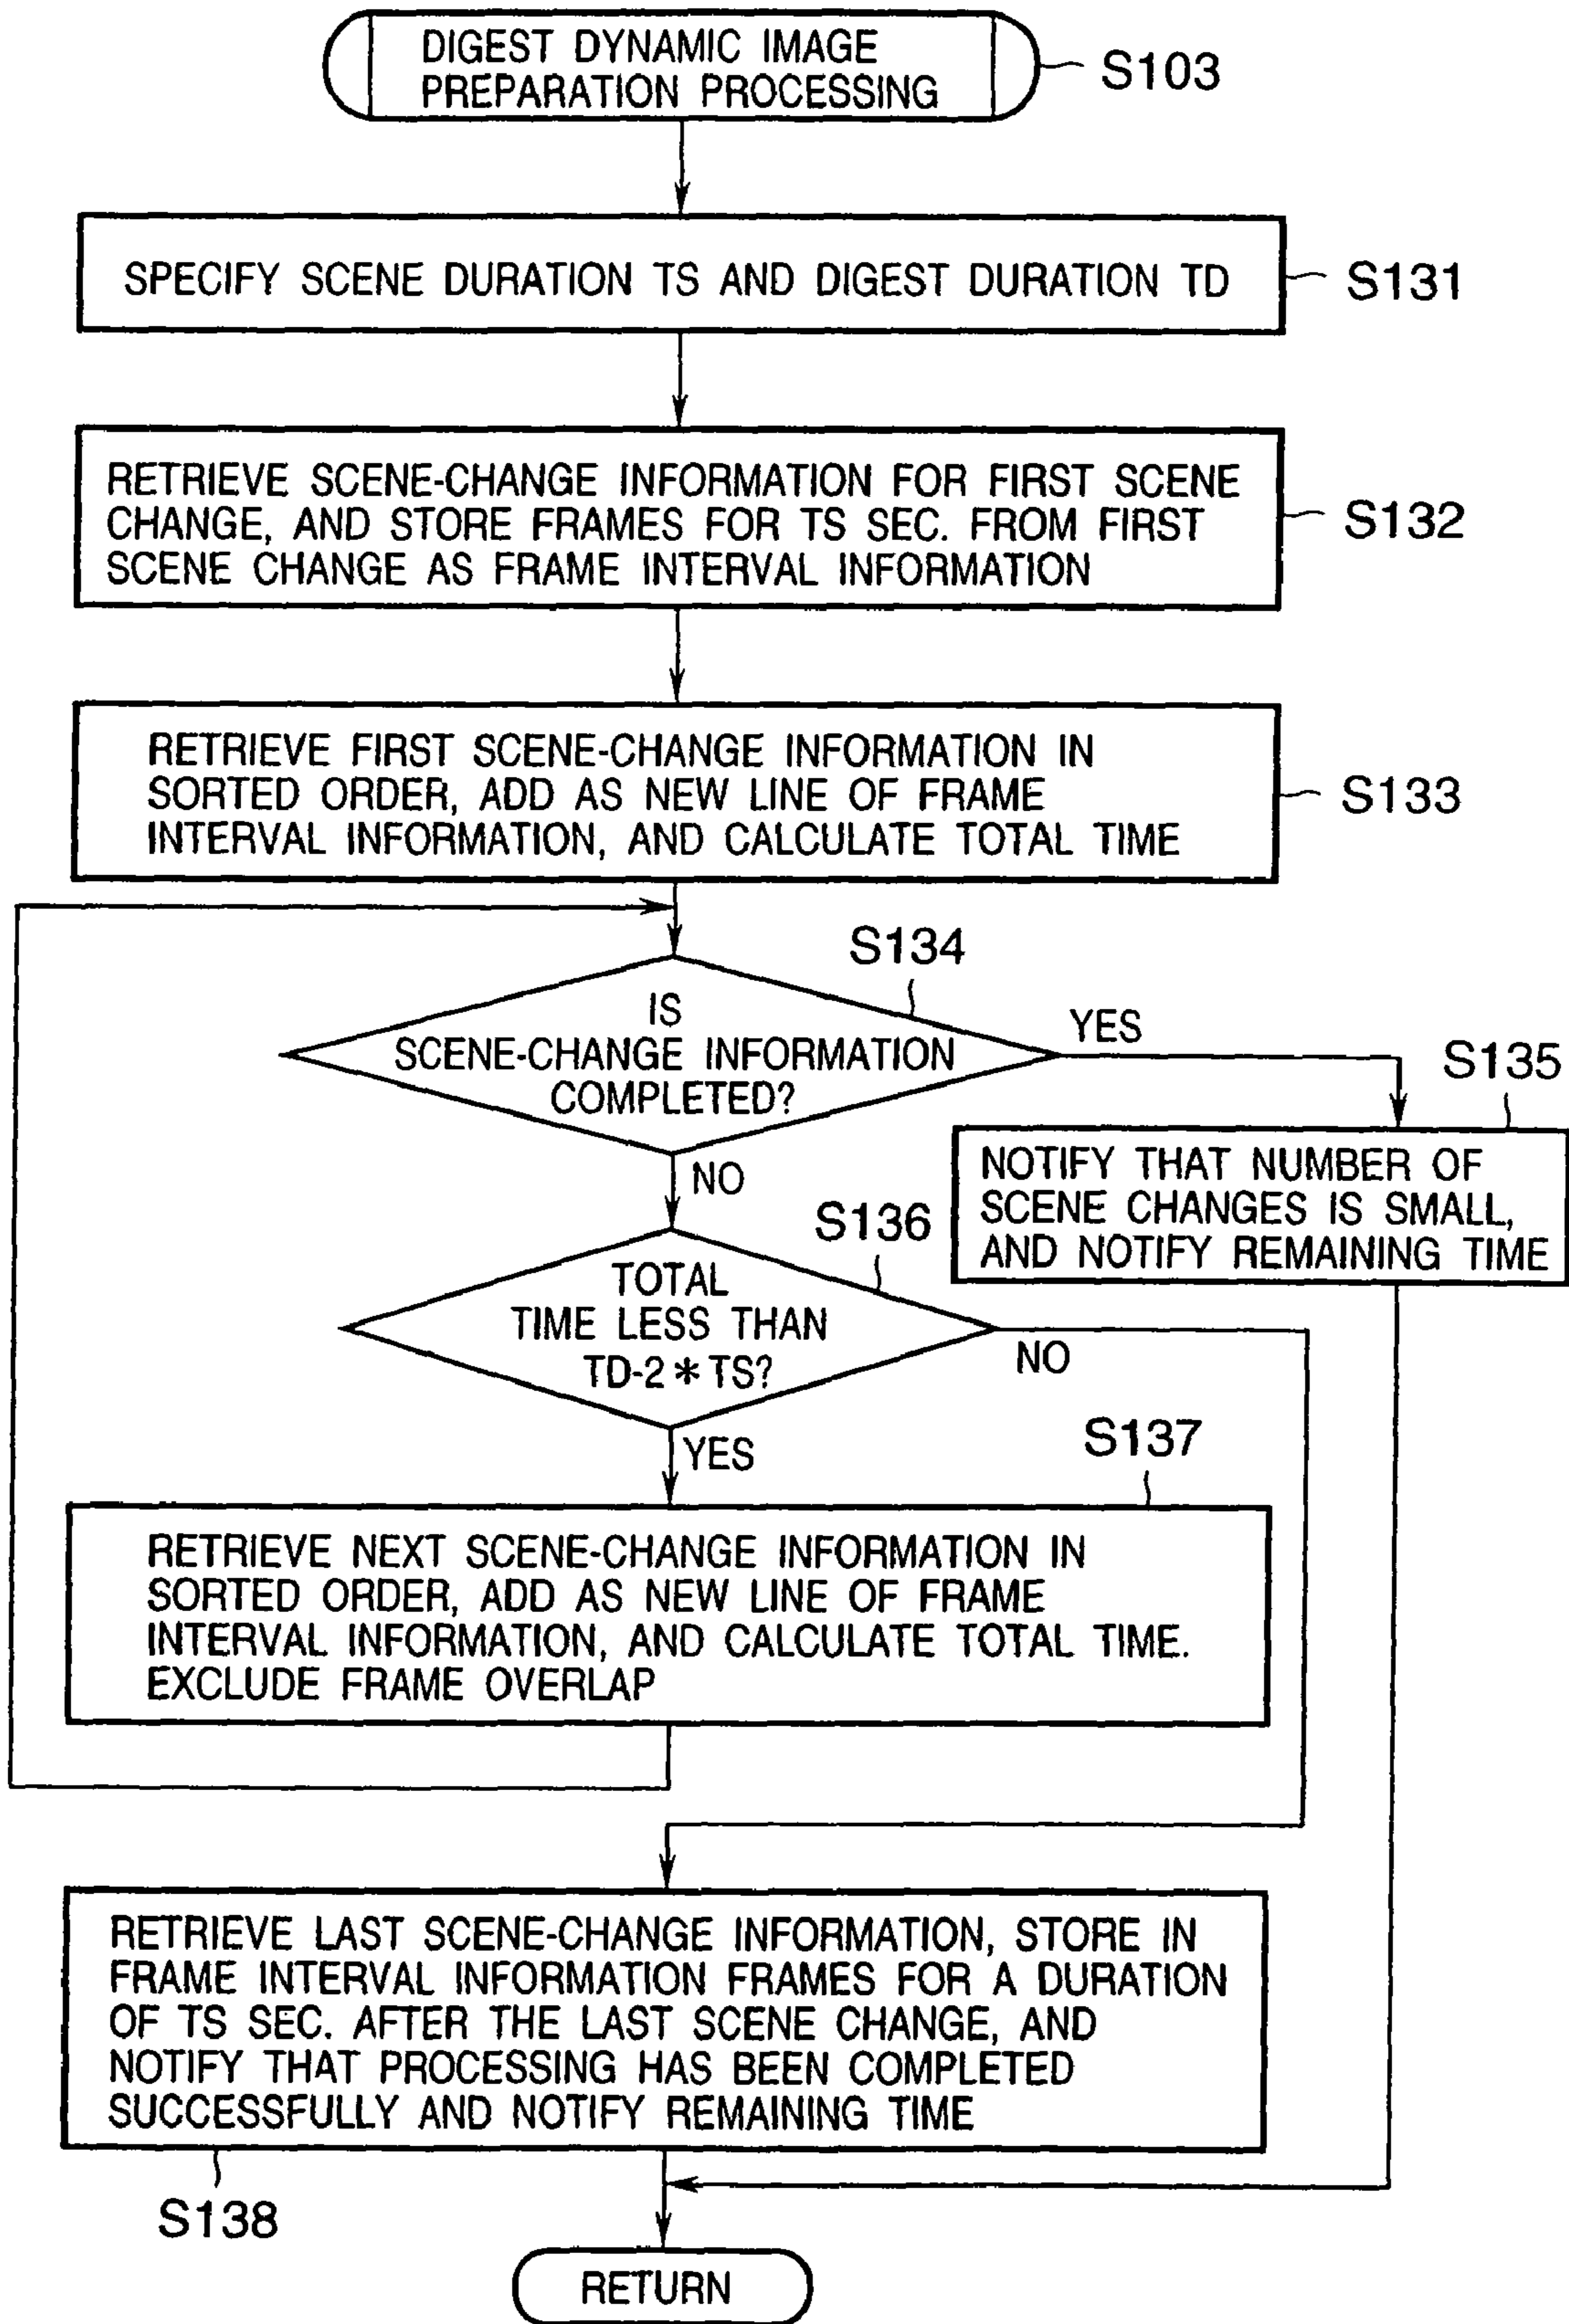 DIGEST DYNAMIC IMAGE
PREPARATION PROCESSING
S103
SPECIFY SCENE DURATION TS AND DIGEST DURATION TD
S131
RETRIEVE SCENE-CHANGE INFORMATION FOR FIRST SCENE
CHANGE, AND STORE FRAMES FOR TS SEC. FROM FIRST
SCENE CHANGE AS FRAME INTERVAL INFORMATION
S132
RETRIEVE FIRST SCENE-CHANGE INFORMATION IN
SORTED ORDER, ADD AS NEW LINE OF FRAME
INTERVAL INFORMATION, AND CALCULATE TOTAL TIME
S133
S134
IS
SCENE-CHANGE INFORMATION
COMPLETED?
YES
NO
S135
NOTIFY THAT NUMBER OF
SCENE CHANGES IS SMALL,
AND NOTIFY REMAINING TIME
S136
TOTAL
TIME LESS THAN
TD-2*TS?
NO
YES
S137
RETRIEVE NEXT SCENE-CHANGE INFORMATION IN
SORTED ORDER, ADD AS NEW LINE OF FRAME
INTERVAL INFORMATION, AND CALCULATE TOTAL TIME.
EXCLUDE FRAME OVERLAP
RETRIEVE LAST SCENE-CHANGE INFORMATION, STORE IN
FRAME INTERVAL INFORMATION FRAMES FOR A DURATION
OF TS SEC. AFTER THE LAST SCENE CHANGE, AND
NOTIFY THAT PROCESSING HAS BEEN COMPLETED
SUCCESSFULLY AND NOTIFY REMAINING TIME
S138
RETURN